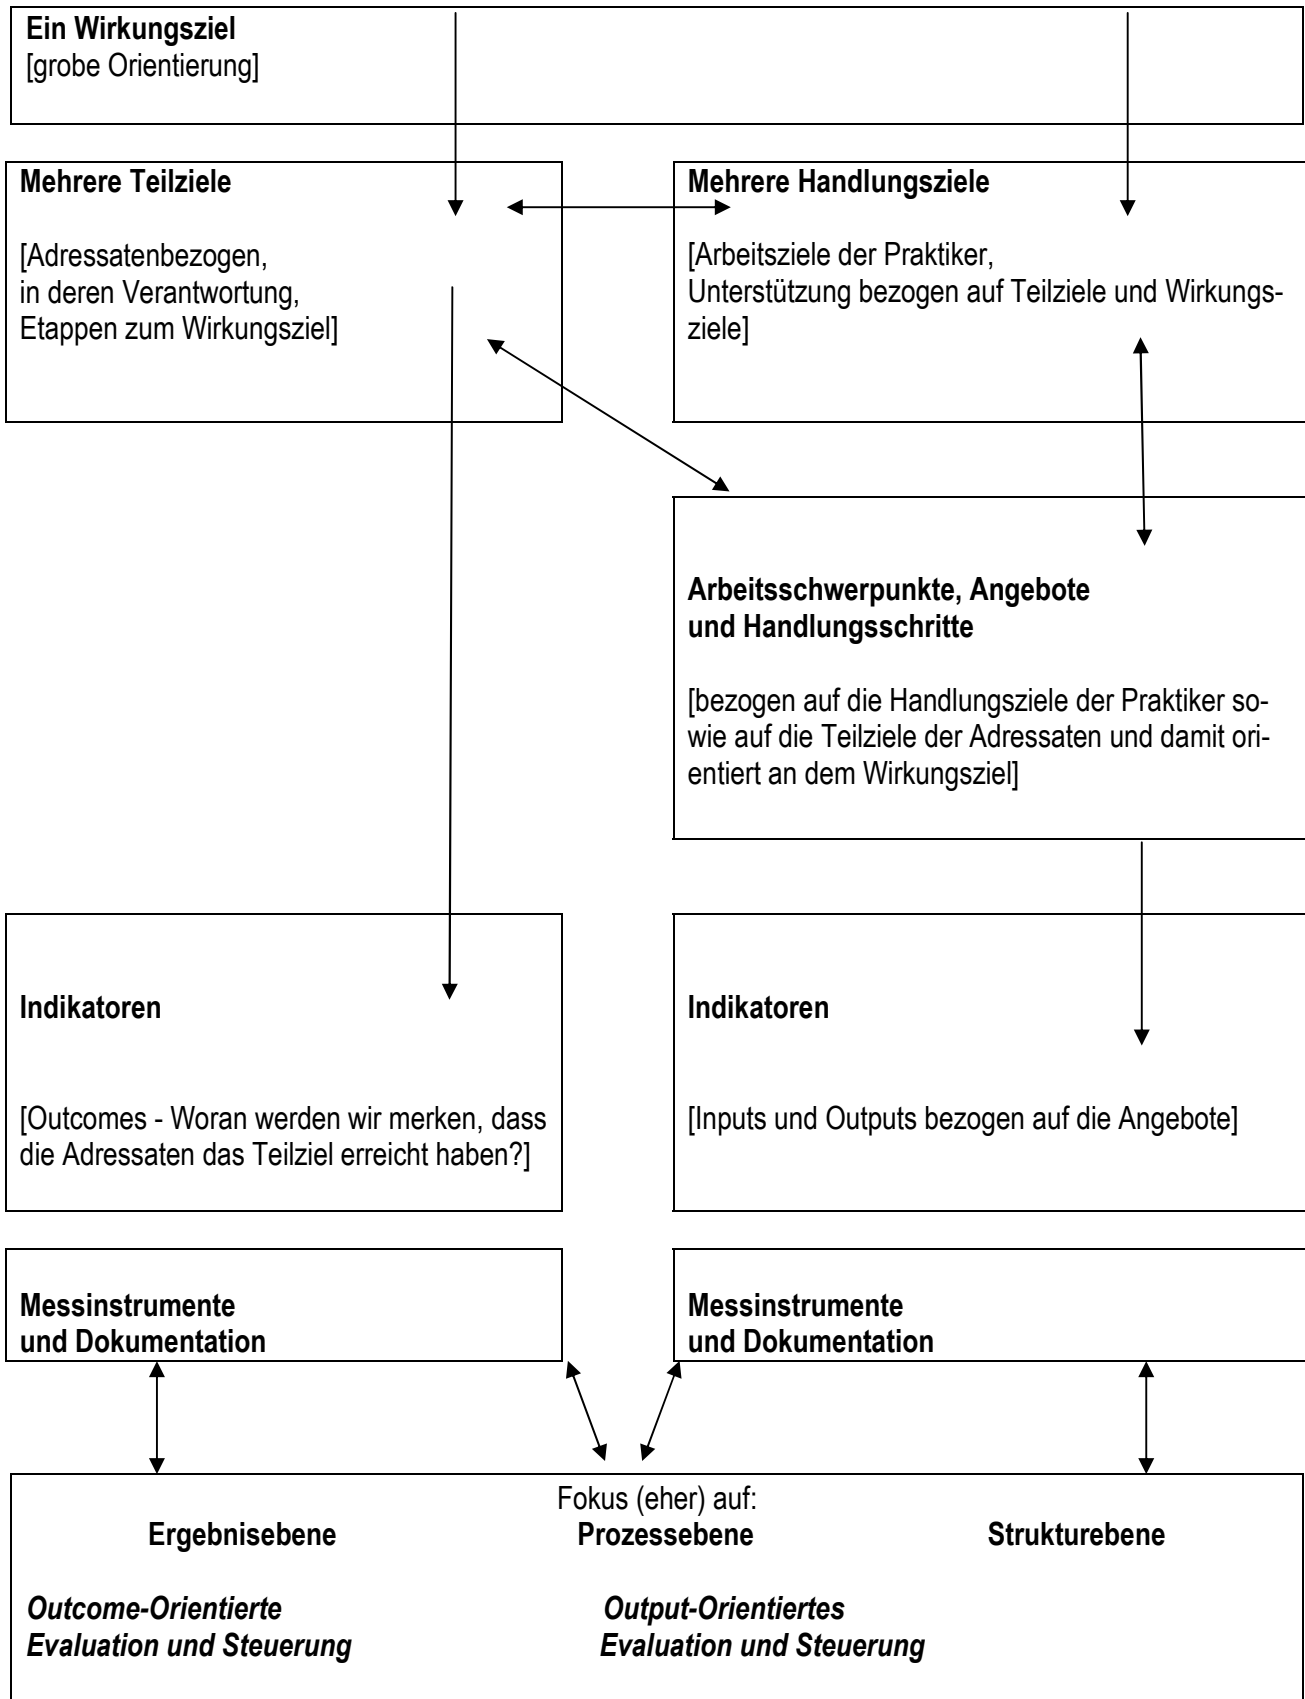 Ein Wirkungsziel
[grobe Orientierung]
Mehrere Teilziele
[Adressatenbezogen,
in deren Verantwortung,
Etappen zum Wirkungsziel]
Mehrere Handlungsziele
[Arbeitsziele der Praktiker,
Unterstützung bezogen auf Teilziele und Wirkungs-
ziele]
Arbeitsschwerpunkte, Angebote
und Handlungsschritte
[bezogen auf die Handlungsziele der Praktiker so-
wie auf die Teilziele der Adressaten und damit ori-
entiert an dem Wirkungsziel]
Indikatoren
[Outcomes - Woran werden wir merken, dass
die Adressaten das Teilziel erreicht haben?]
Indikatoren
[Inputs und Outputs bezogen auf die Angebote]
Messinstrumente
und Dokumentation
Messinstrumente
und Dokumentation
Fokus (eher) auf:
Ergebnisebene Prozessebene Strukturebene
Outcome-Orientierte Output-Orientiertes
Evaluation und Steuerung Evaluation und Steuerung